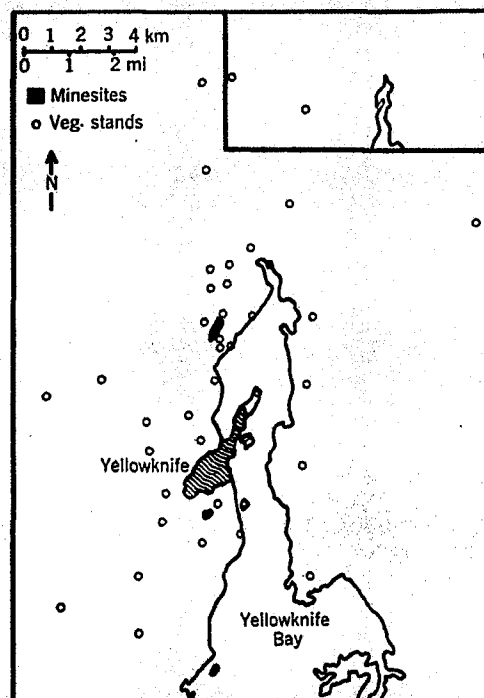 0 1 2 3 4 km
0 1 2 mi
Minesites
Veg. stands
N
Yellowknife
Yellowknife
Bay